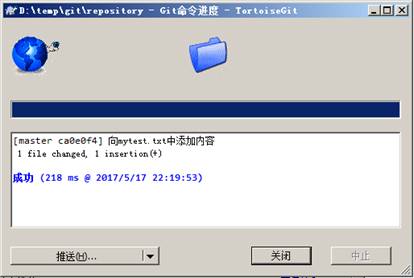 D:\temp\git\repository - Git命令进度 - TortoiseGit
[master ca0e0f4] 向mytest.txt中添加内容
1 file changed, 1 insertion(+)
成功 (218 ms @ 2017/5/17 22:19:53)
推送(H)... 关闭 中止